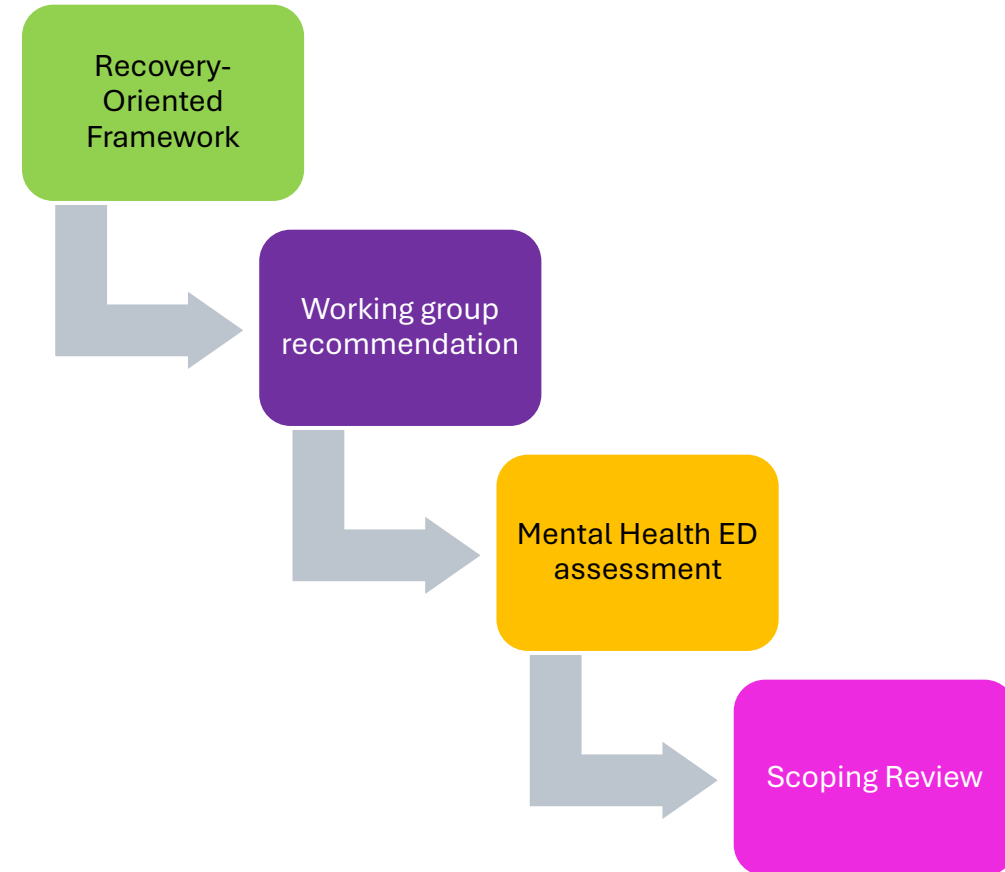 Recovery-
Oriented
Framework
Working group
recommendation
Mental Health ED
assessment
Scoping Review